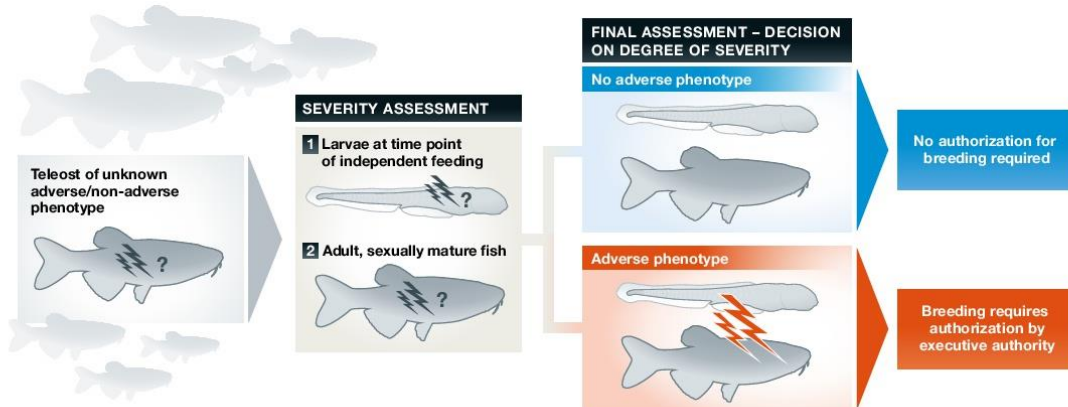 Teleost of unknown
adverse/non-adverse
phenotype
?
SEVERITY ASSESSMENT
1 Larvae at time point
of independent feeding
?
2 Adult, sexually mature fish
?
FINAL ASSESSMENT – DECISION
ON DEGREE OF SEVERITY
No adverse phenotype
No authorization for
breeding required
Adverse phenotype
Breeding requires
authorization by
executive authority